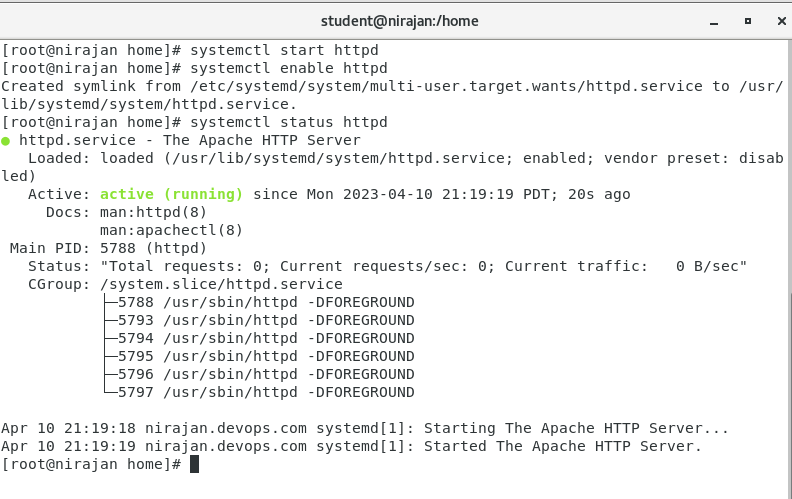 student@nirajan:/home
[root@nirajan home]# systemctl start httpd
[root@nirajan home]# systemctl enable httpd
Created symlink from /etc/systemd/system/multi-user.target.wants/httpd.service to /usr/
lib/systemd/system/httpd.service.
[root@nirajan home]# systemctl status httpd
● httpd.service - The Apache HTTP Server
   Loaded: loaded (/usr/lib/systemd/system/httpd.service; enabled; vendor preset: disab
led)
   Active: active (running) since Mon 2023-04-10 21:19:19 PDT; 20s ago
     Docs: man:httpd(8)
           man:apachectl(8)
 Main PID: 5788 (httpd)
   Status: "Total requests: 0; Current requests/sec: 0; Current traffic:   0 B/sec"
   CGroup: /system.slice/httpd.service
           ├─5788 /usr/sbin/httpd -DFOREGROUND
           ├─5793 /usr/sbin/httpd -DFOREGROUND
           ├─5794 /usr/sbin/httpd -DFOREGROUND
           ├─5795 /usr/sbin/httpd -DFOREGROUND
           ├─5796 /usr/sbin/httpd -DFOREGROUND
           └─5797 /usr/sbin/httpd -DFOREGROUND
Apr 10 21:19:18 nirajan.devops.com systemd[1]: Starting The Apache HTTP Server...
Apr 10 21:19:19 nirajan.devops.com systemd[1]: Started The Apache HTTP Server.
[root@nirajan home]#